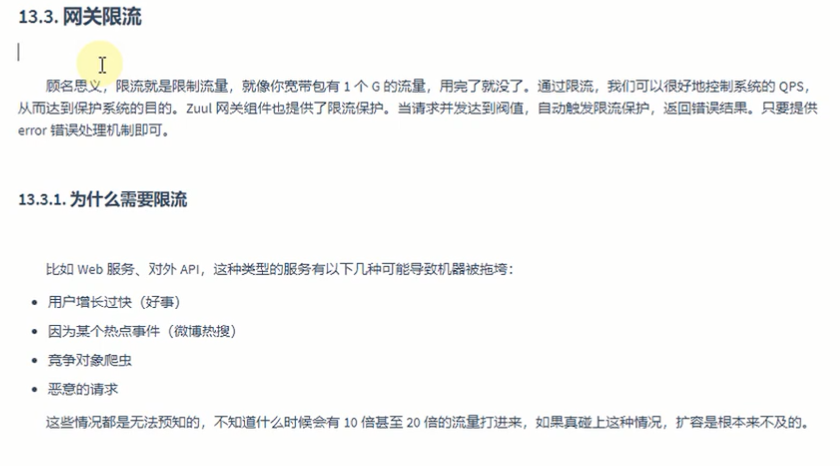 13.3. 网关限流
顾名思义，限流就是限制流量，就像你宽带包有 1 个 G 的流量，用完了就没了。通过限流，我们可以很好地控制系统的 QPS，
从而达到保护系统的目的。Zuul 网关组件也提供了限流保护。当请求并发达到阀值，自动触发限流保护，返回错误结果。只要提供
error 错误处理机制即可。
13.3.1. 为什么需要限流
比如 Web 服务、对外 API，这种类型的服务有以下几种可能导致机器被拖垮：
• 用户增长过快（好事）
• 因为某个热点事件（微博热搜）
• 竞争对象爬虫
• 恶意的请求
这些情况都是无法预知的，不知道什么时候会有 10 倍甚至 20 倍的流量打进来，如果真碰上这种情况，扩容是根本来不及的。